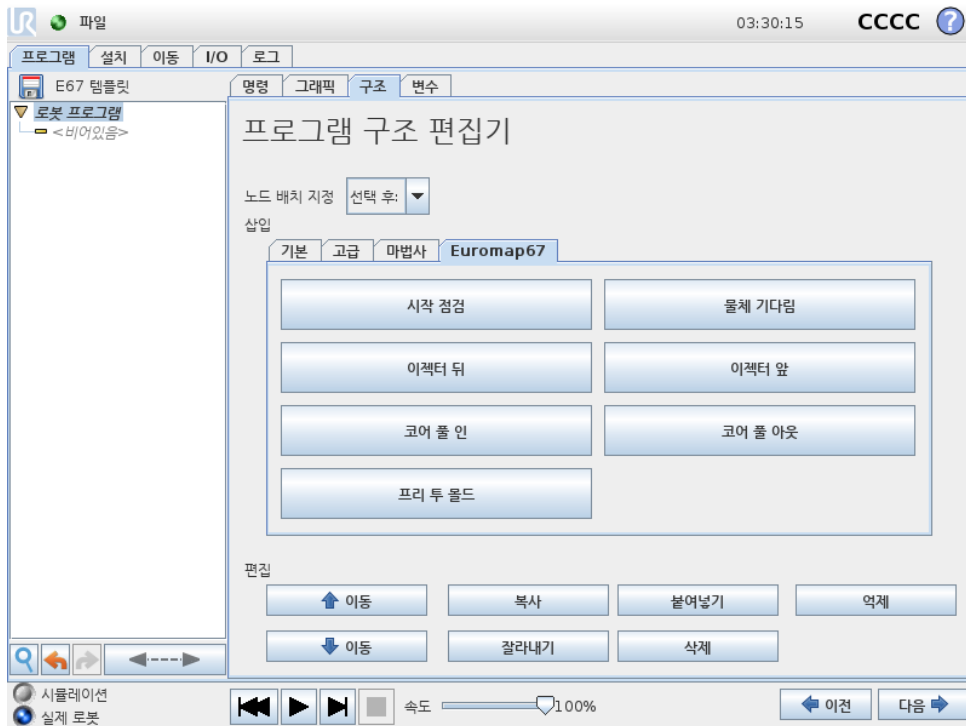 UR 파일 03:30:15 CCCC ?
프로그램 설치 이동 I/O 로그
E67 템플릿
명령 그래픽 구조 변수
로봇 프로그램
<비어있음>
프로그램 구조 편집기
노드 배치 지정 선택 후:
삽입
기본 고급 마법사 Euromap67
시작 점검 물체 기다림
이젝터 뒤 이젝터 앞
코어 풀 인 코어 풀 아웃
프리 투 몰드
편집
이동 복사 붙여넣기 억제
이동 잘라내기 삭제
시뮬레이션
실제 로봇
속도 100% 이전 다음